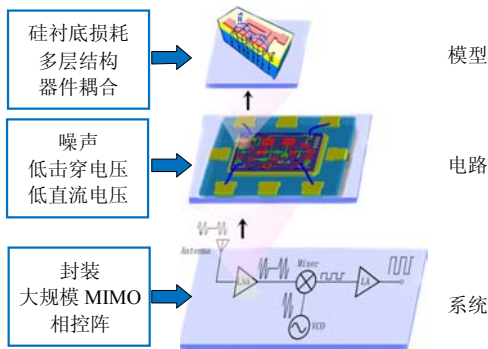 硅衬底损耗
多层结构
器件耦合
模型
噪声
低击穿电压
低直流电压
电路
封装
大规模 MIMO
相控阵
系统
Antenna
LNA
Mixer
LA
VCD